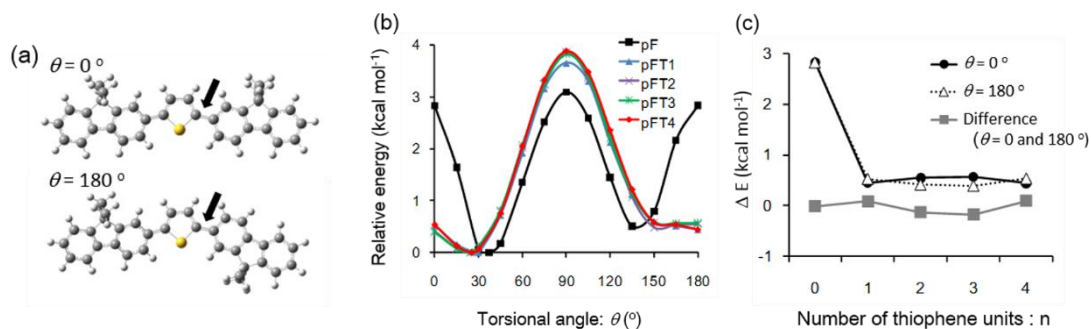 (a)
θ = 0 °
θ = 180 °
(b)
Relative energy (kcal mol⁻¹)
4
3
2
1
0
pF
pFT1
pFT2
pFT3
pFT4
0 30 60 90 120 150 180
Torsional angle: θ (°)
(c)
Δ E (kcal mol⁻¹)
3
2
1
0
-1
θ = 0 °
θ = 180 °
Difference
(θ = 0 and 180 °)
0 1 2 3 4
Number of thiophene units : n